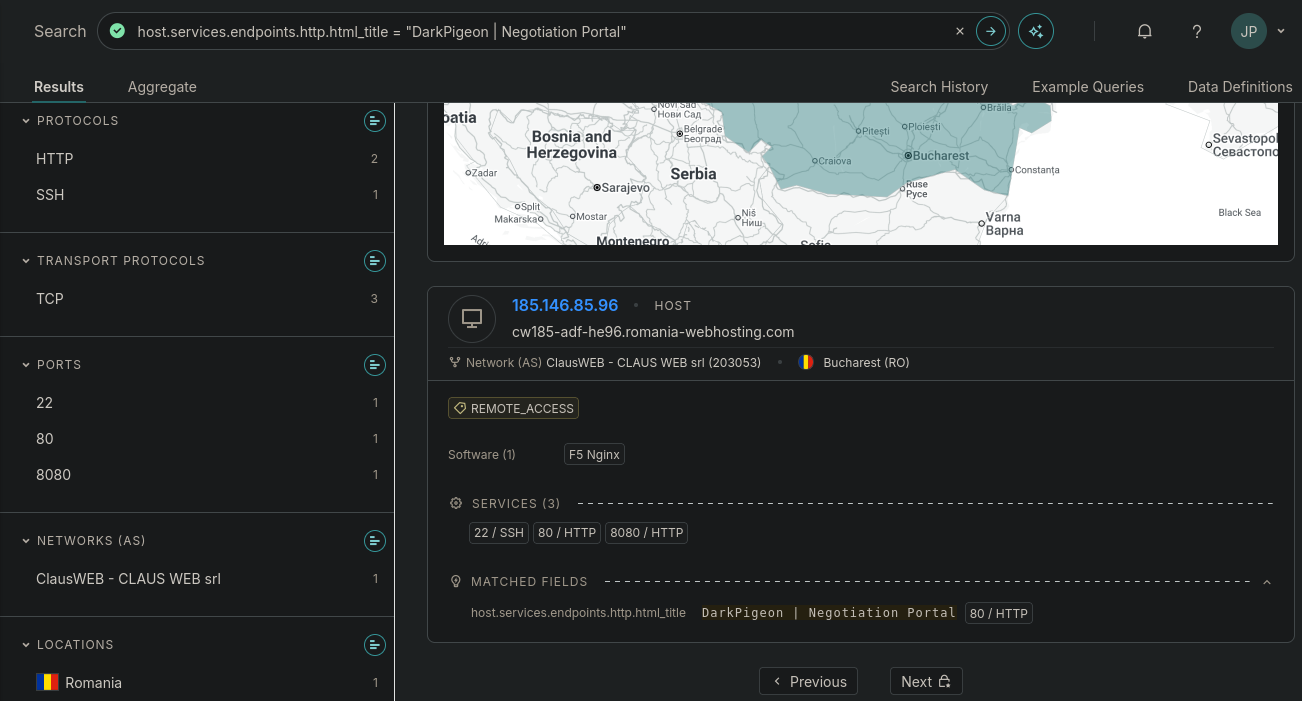 Search
host.services.endpoints.http.html_title = "DarkPigeon | Negotiation Portal"
JP
Results
Aggregate
Search History
Example Queries
Data Definitions
PROTOCOLS
HTTP 2
SSH 1
TRANSPORT PROTOCOLS
TCP 3
PORTS
22 1
80 1
8080 1
NETWORKS (AS)
ClausWEB - CLAUS WEB srl 1
LOCATIONS
Romania 1
Novi Sad
Нови Сад
Brăila
oatia
Belgrade
Београд
Pitești
Ploiești
Bosnia and
Herzegovina
Sevastopol
Севастопо
Craiova
Bucharest
Zadar
Serbia
Constanța
Sarajevo
Ruse
Русе
Split
Makarska
Mostar
Niš
Ниш
Varna
Варна
Black Sea
Adri
Montenegro
Sofia
185.146.85.96 • HOST
cw185-adf-he96.romania-webhosting.com
Network (AS) ClausWEB - CLAUS WEB srl (203053) • Bucharest (RO)
REMOTE_ACCESS
Software (1) F5 Nginx
SERVICES (3)
22 / SSH 80 / HTTP 8080 / HTTP
MATCHED FIELDS
host.services.endpoints.http.html_title DarkPigeon | Negotiation Portal 80 / HTTP
Previous
Next